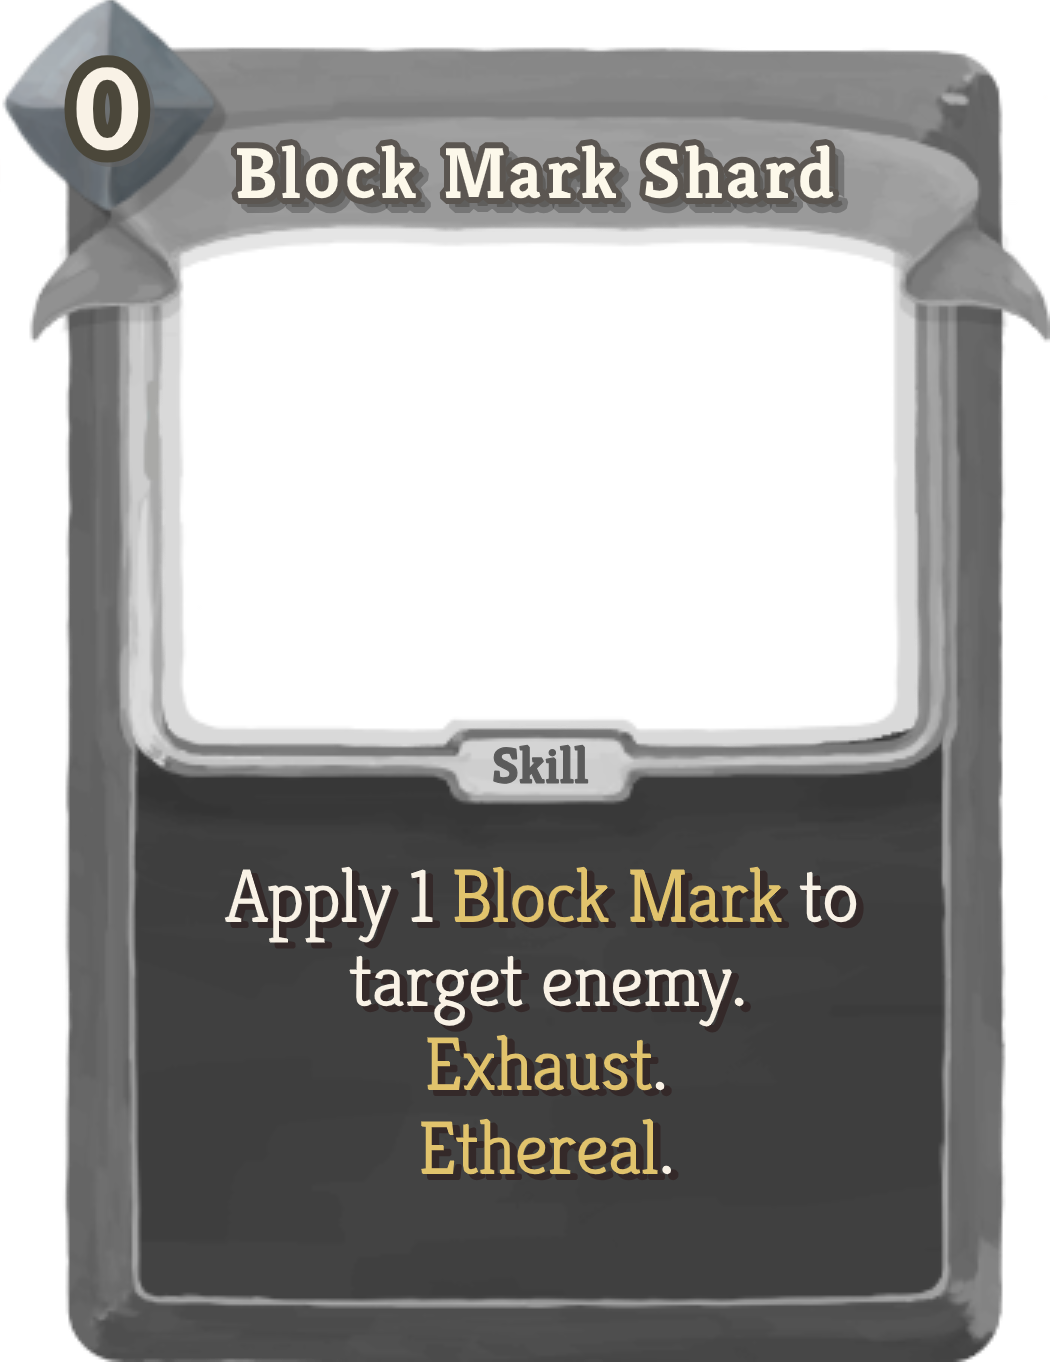 0
Block Mark Shard
Skill
Apply 1 Block Mark to
target enemy.
Exhaust.
Ethereal.